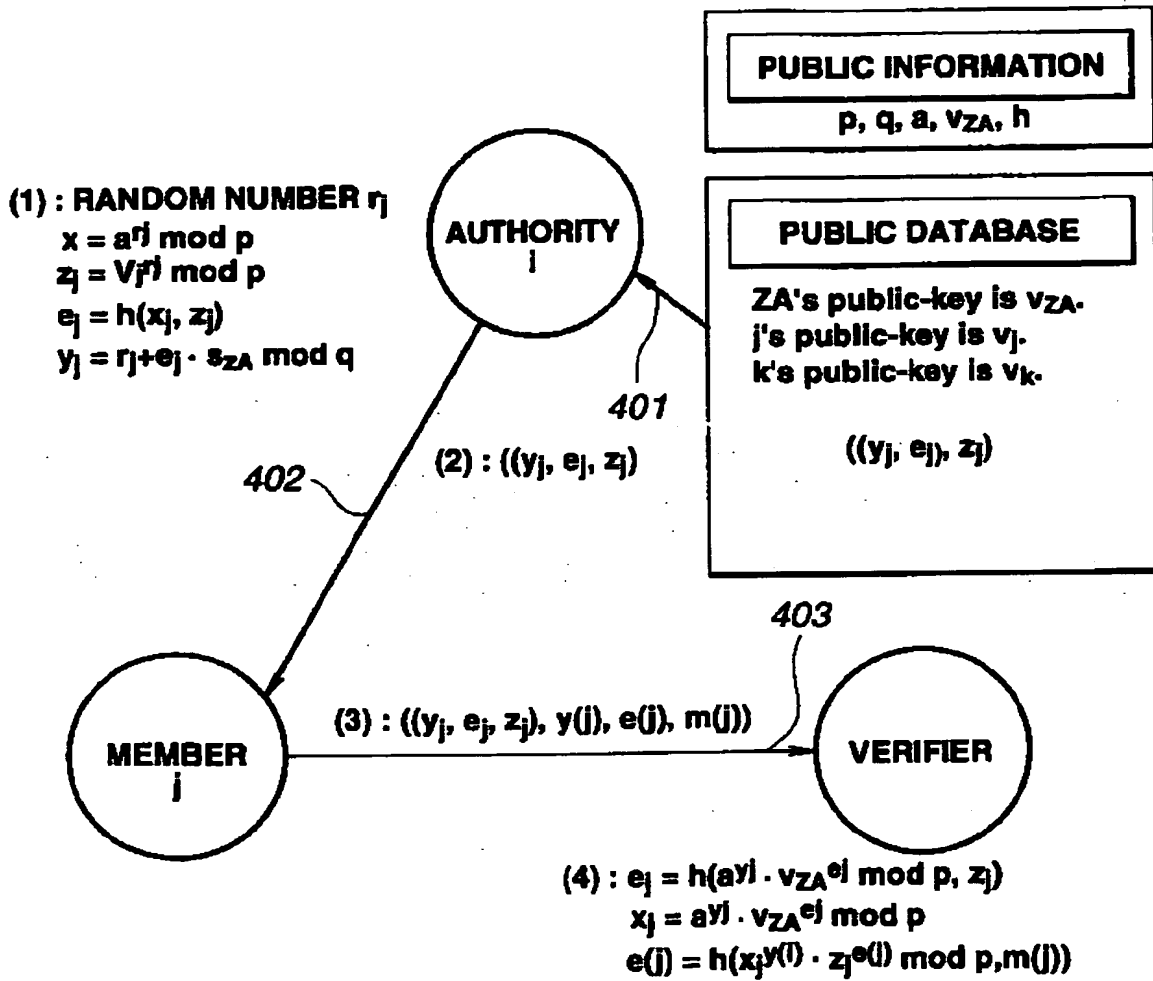 PUBLIC INFORMATION
p, q, a, v_ZA, h
(1) : RANDOM NUMBER r_j
x = a^rj mod p
z_j = V_j^rj mod p
e_j = h(x_j, z_j)
y_j = r_j+e_j · s_ZA mod q
AUTHORITY
i
PUBLIC DATABASE
ZA's public-key is v_ZA.
j's public-key is v_j.
k's public-key is v_k.
((y_j, e_j), z_j)
401
402
(2) : ((y_j, e_j, z_j)
403
(3) : ((y_j, e_j, z_j), y(j), e(j), m(j))
MEMBER
j
VERIFIER
(4) : e_j = h(a^yj · v_ZA^ej mod p, z_j)
x_j = a^yj · v_ZA^ej mod p
e(j) = h(x_j^y(j) · z_j^e(j) mod p,m(j))